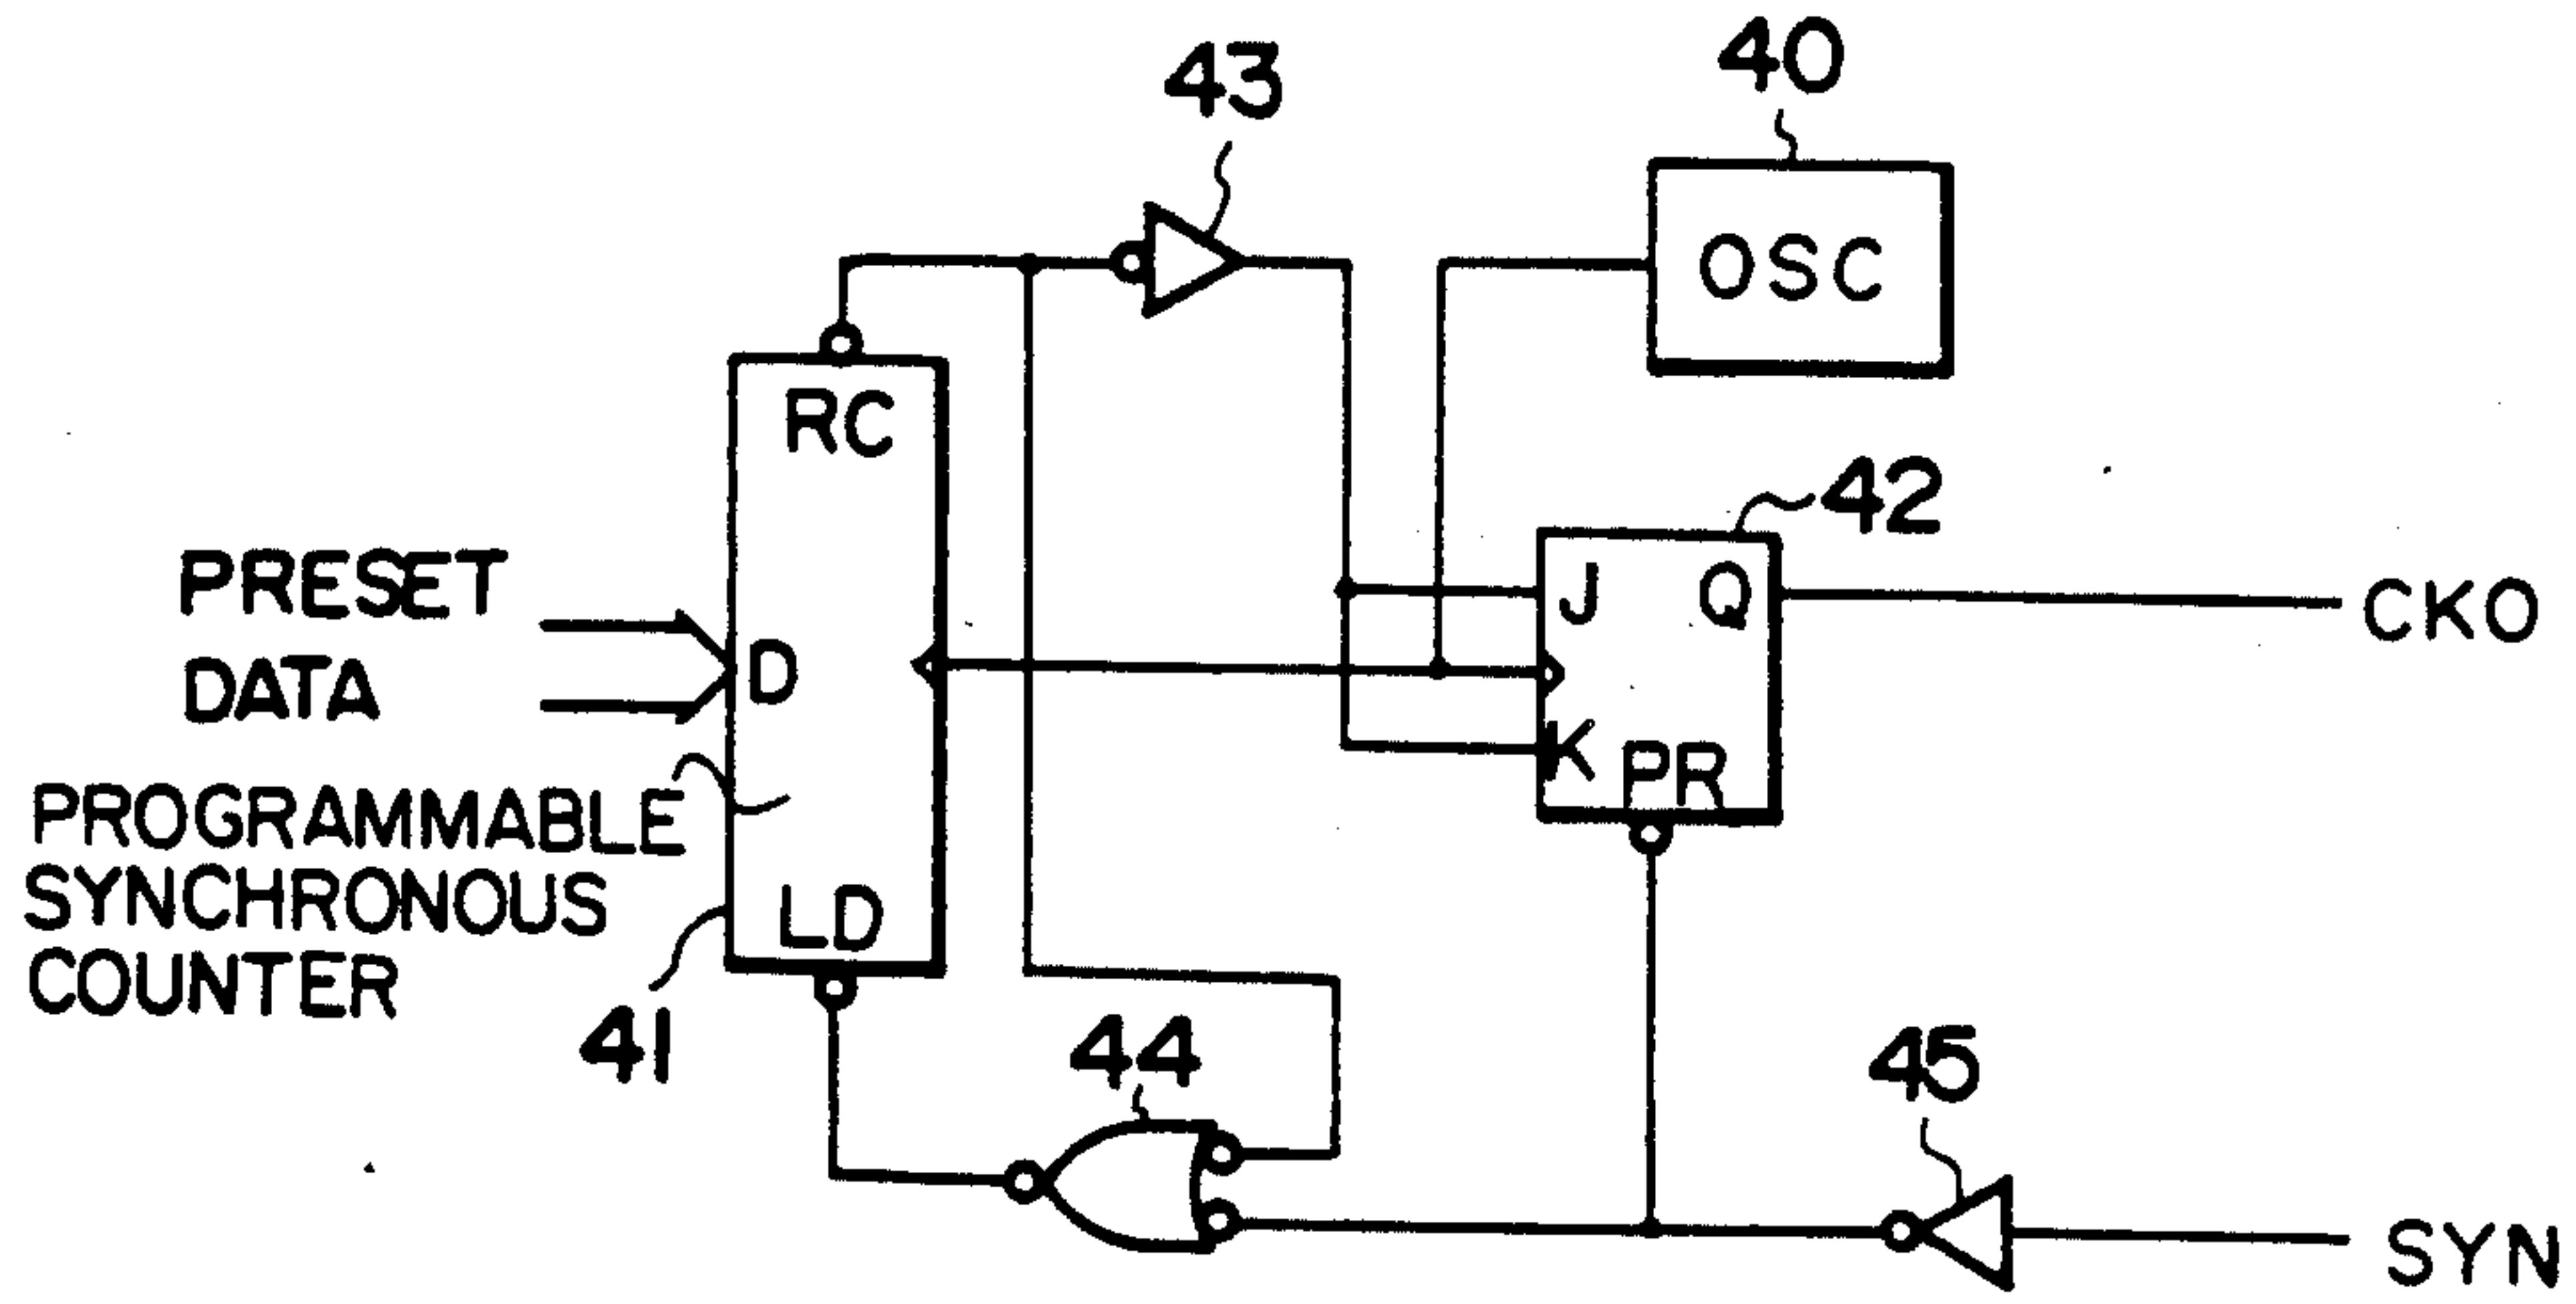 43
40
OSC
RC
42
J
Q
CKO
PRESET
DATA
D
K
PR
PROGRAMMABLE
SYNCHRONOUS
COUNTER
LD
41
44
45
SYN